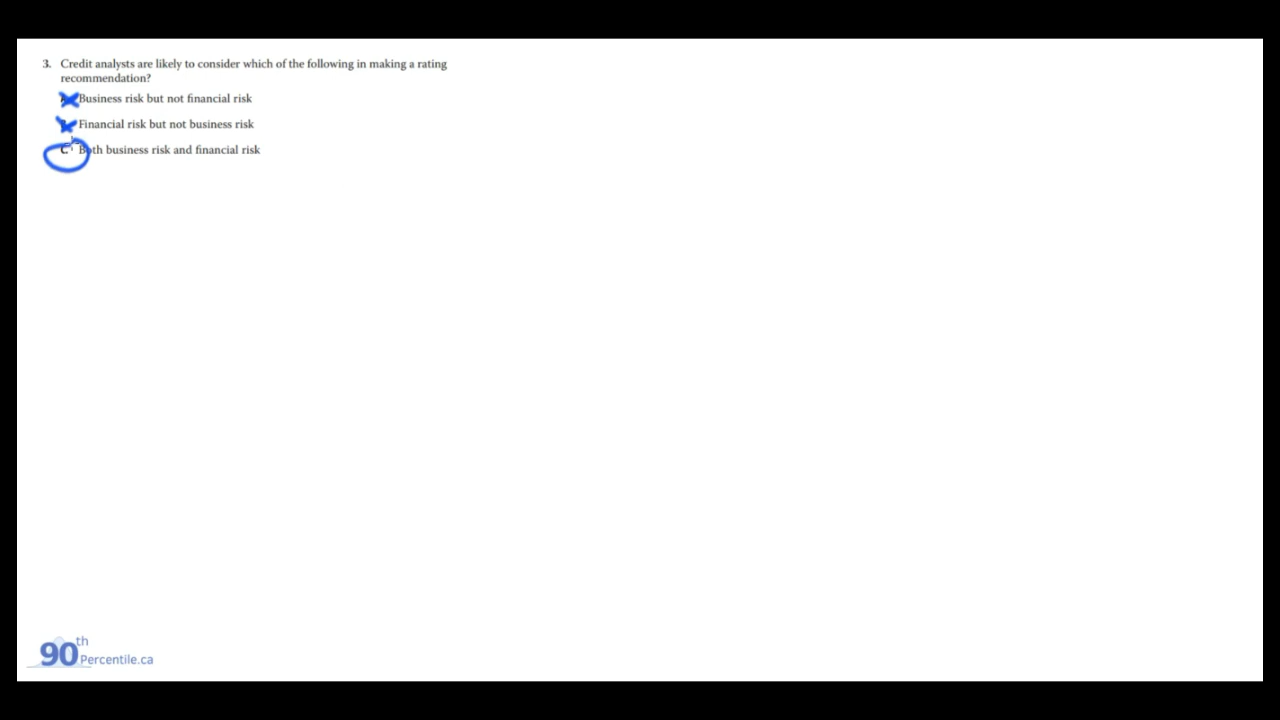 3. Credit analysts are likely to consider which of the following in making a rating
recommendation?
Business risk but not financial risk
Financial risk but not business risk
C. Both business risk and financial risk
90th
Percentile.ca